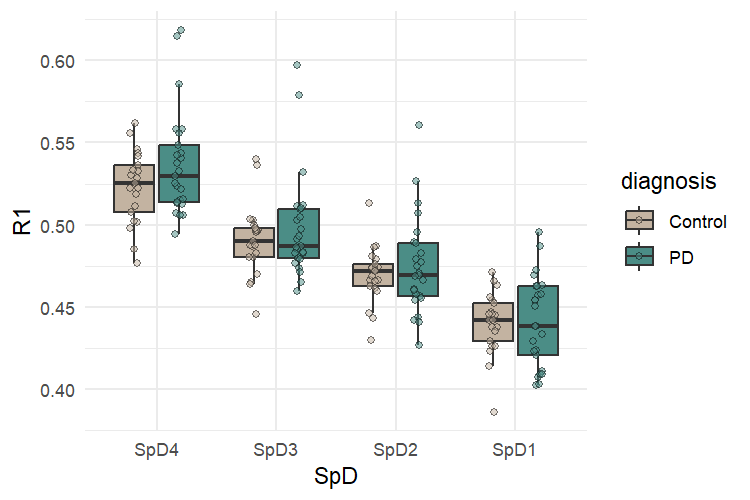 R1
0.60
0.55
0.50
0.45
0.40
SpD4 SpD3 SpD2 SpD1
SpD
diagnosis
Control
PD